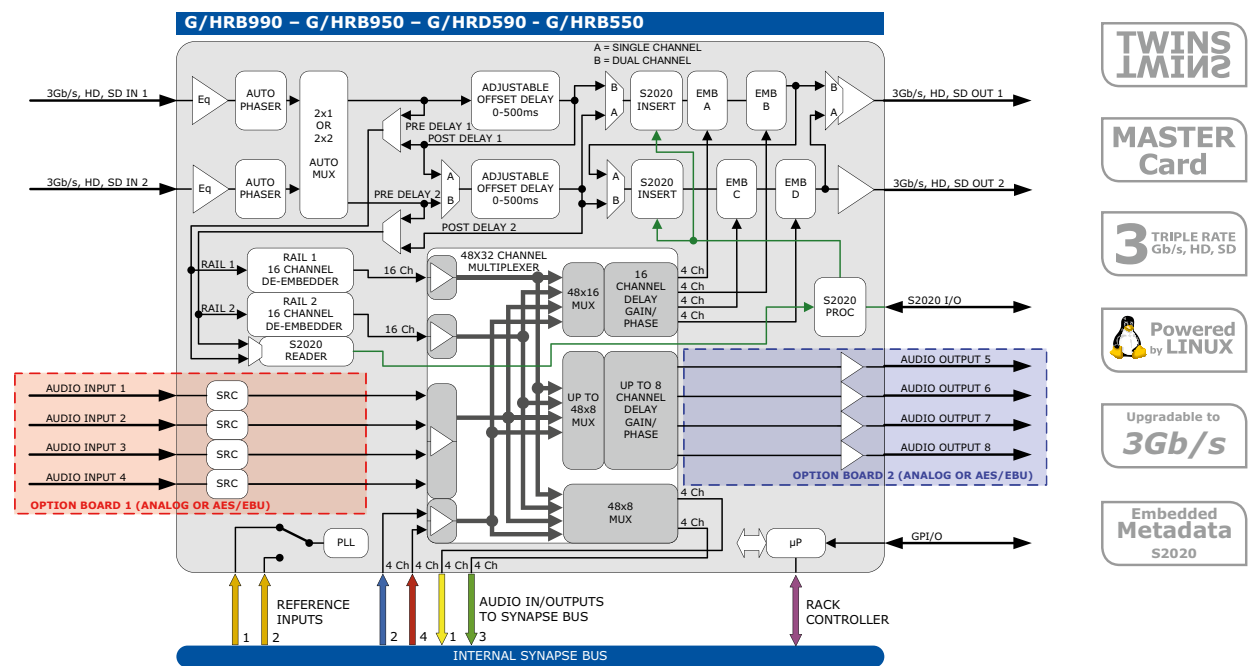 G/HRB990 – G/HRB950 – G/HRD590 - G/HRB550
A = SINGLE CHANNEL
B = DUAL CHANNEL
3Gb/s, HD, SD IN 1
Eq
AUTO
PHASER
2x1
OR
2x2
AUTO
MUX
PRE DELAY 1
POST DELAY 1
ADJUSTABLE
OFFSET DELAY
0-500ms
B
A
S2020
INSERT
EMB
A
EMB
B
B
A
3Gb/s, HD, SD OUT 1
3Gb/s, HD, SD IN 2
Eq
AUTO
PHASER
PRE DELAY 2
POST DELAY 2
A
B
ADJUSTABLE
OFFSET DELAY
0-500ms
A
B
S2020
INSERT
EMB
C
EMB
D
3Gb/s, HD, SD OUT 2
RAIL 1
RAIL 1
16 CHANNEL
DE-EMBEDDER
16 Ch
RAIL 2
RAIL 2
16 CHANNEL
DE-EMBEDDER
16 Ch
S2020
READER
48X32 CHANNEL
MULTIPLEXER
48x16
MUX
16
CHANNEL
DELAY
GAIN/
PHASE
4 Ch
4 Ch
4 Ch
4 Ch
S2020
PROC
S2020 I/O
AUDIO INPUT 1
SRC
AUDIO INPUT 2
SRC
AUDIO INPUT 3
SRC
AUDIO INPUT 4
SRC
OPTION BOARD 1 (ANALOG OR AES/EBU)
UP TO
48x8
MUX
UP TO 8
CHANNEL
DELAY
GAIN/
PHASE
AUDIO OUTPUT 5
AUDIO OUTPUT 6
AUDIO OUTPUT 7
AUDIO OUTPUT 8
OPTION BOARD 2 (ANALOG OR AES/EBU)
48x8
MUX
4 Ch
4 Ch
PLL
4 Ch
4 Ch
4 Ch
4 Ch
µP
GPI/O
REFERENCE
INPUTS
1
2
2
4
1
3
AUDIO IN/OUTPUTS
TO SYNAPSE BUS
RACK
CONTROLLER
INTERNAL SYNAPSE BUS
TWINS
TWINS
MASTER
Card
3 TRIPLE RATE
Gb/s, HD, SD
Powered
by LINUX
Upgradable to
3Gb/s
Embedded
Metadata
S2020